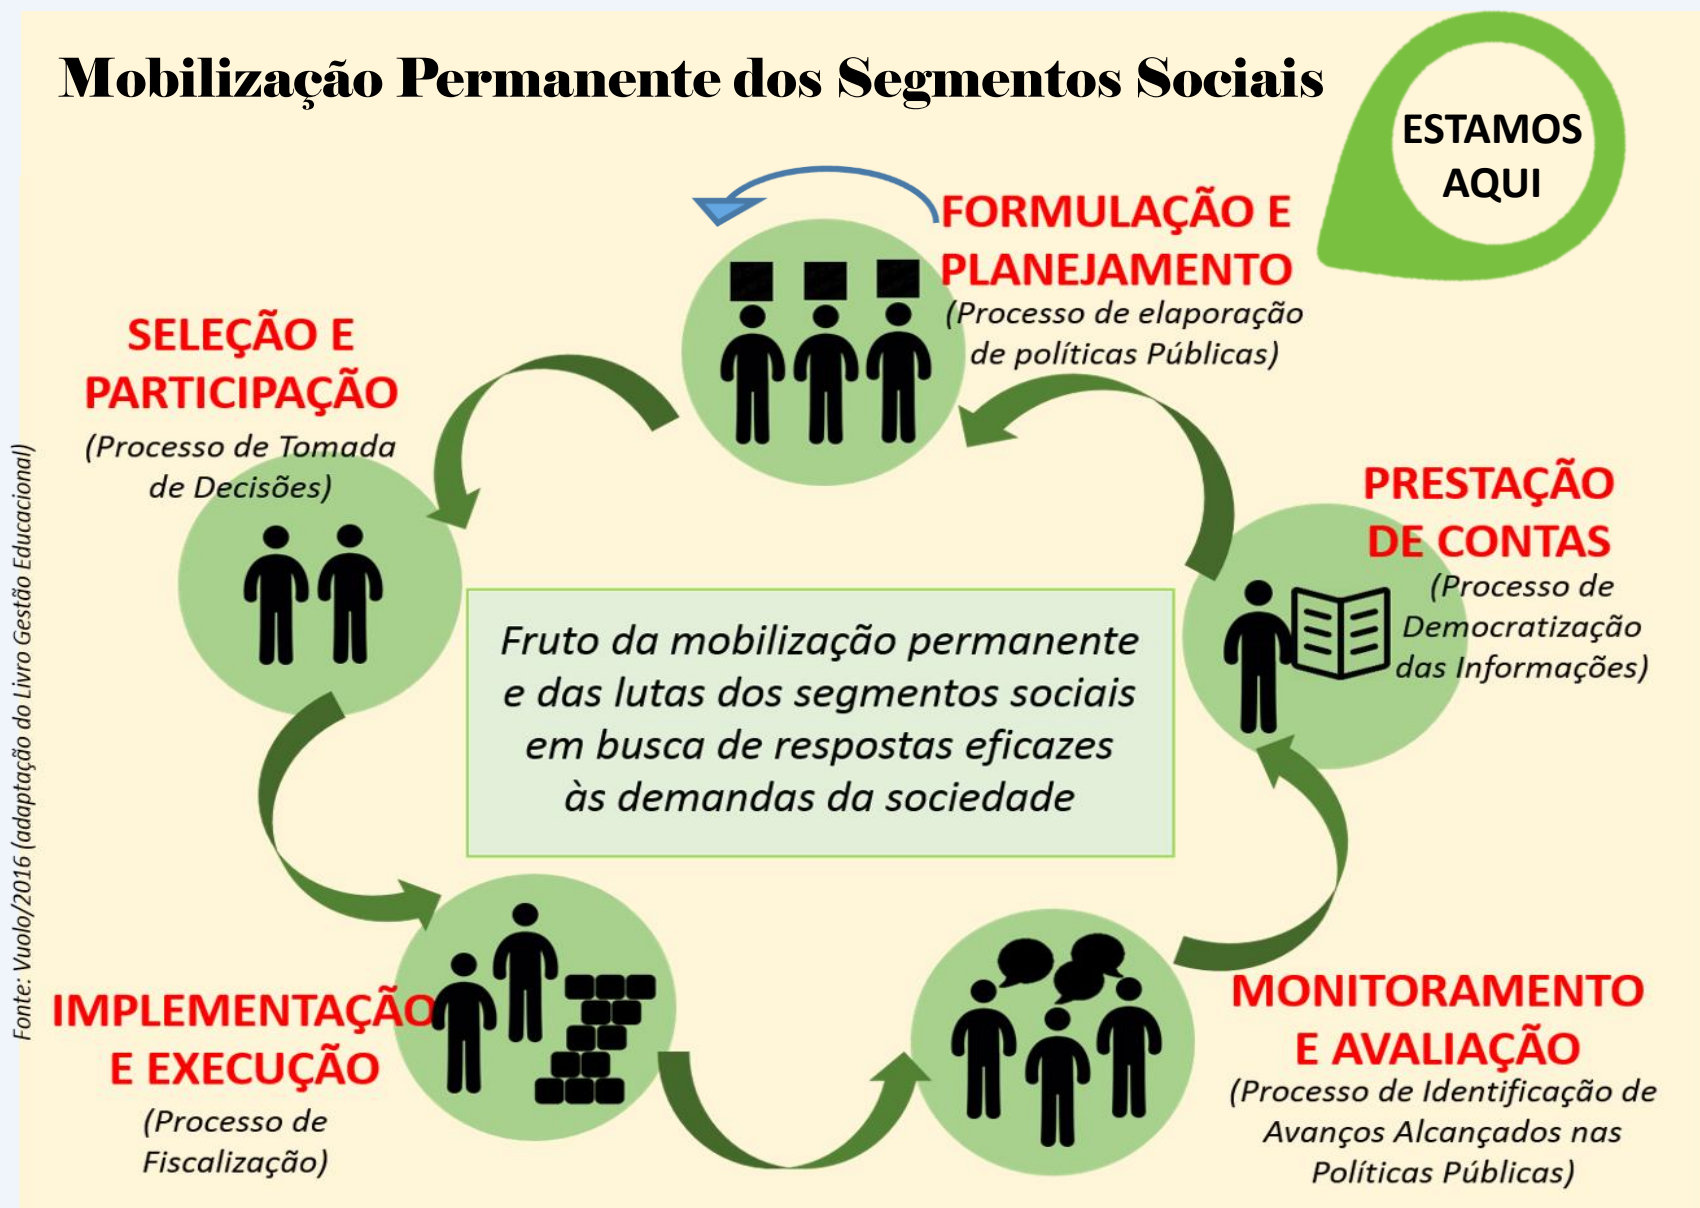 Mobilização Permanente dos Segmentos Sociais
ESTAMOS
AQUI
FORMULAÇÃO E
PLANEJAMENTO
(Processo de elaporação
de políticas Públicas)
SELEÇÃO E
PARTICIPAÇÃO
(Processo de Tomada
de Decisões)
PRESTAÇÃO
DE CONTAS
(Processo de
Democratização
das Informações)
Fruto da mobilização permanente
e das lutas dos segmentos sociais
em busca de respostas eficazes
às demandas da sociedade
IMPLEMENTAÇÃO
E EXECUÇÃO
(Processo de
Fiscalização)
MONITORAMENTO
E AVALIAÇÃO
(Processo de Identificação de
Avanços Alcançados nas
Políticas Públicas)
Fonte: Vuolo/2016 (adaptação do Livro Gestão Educacional)